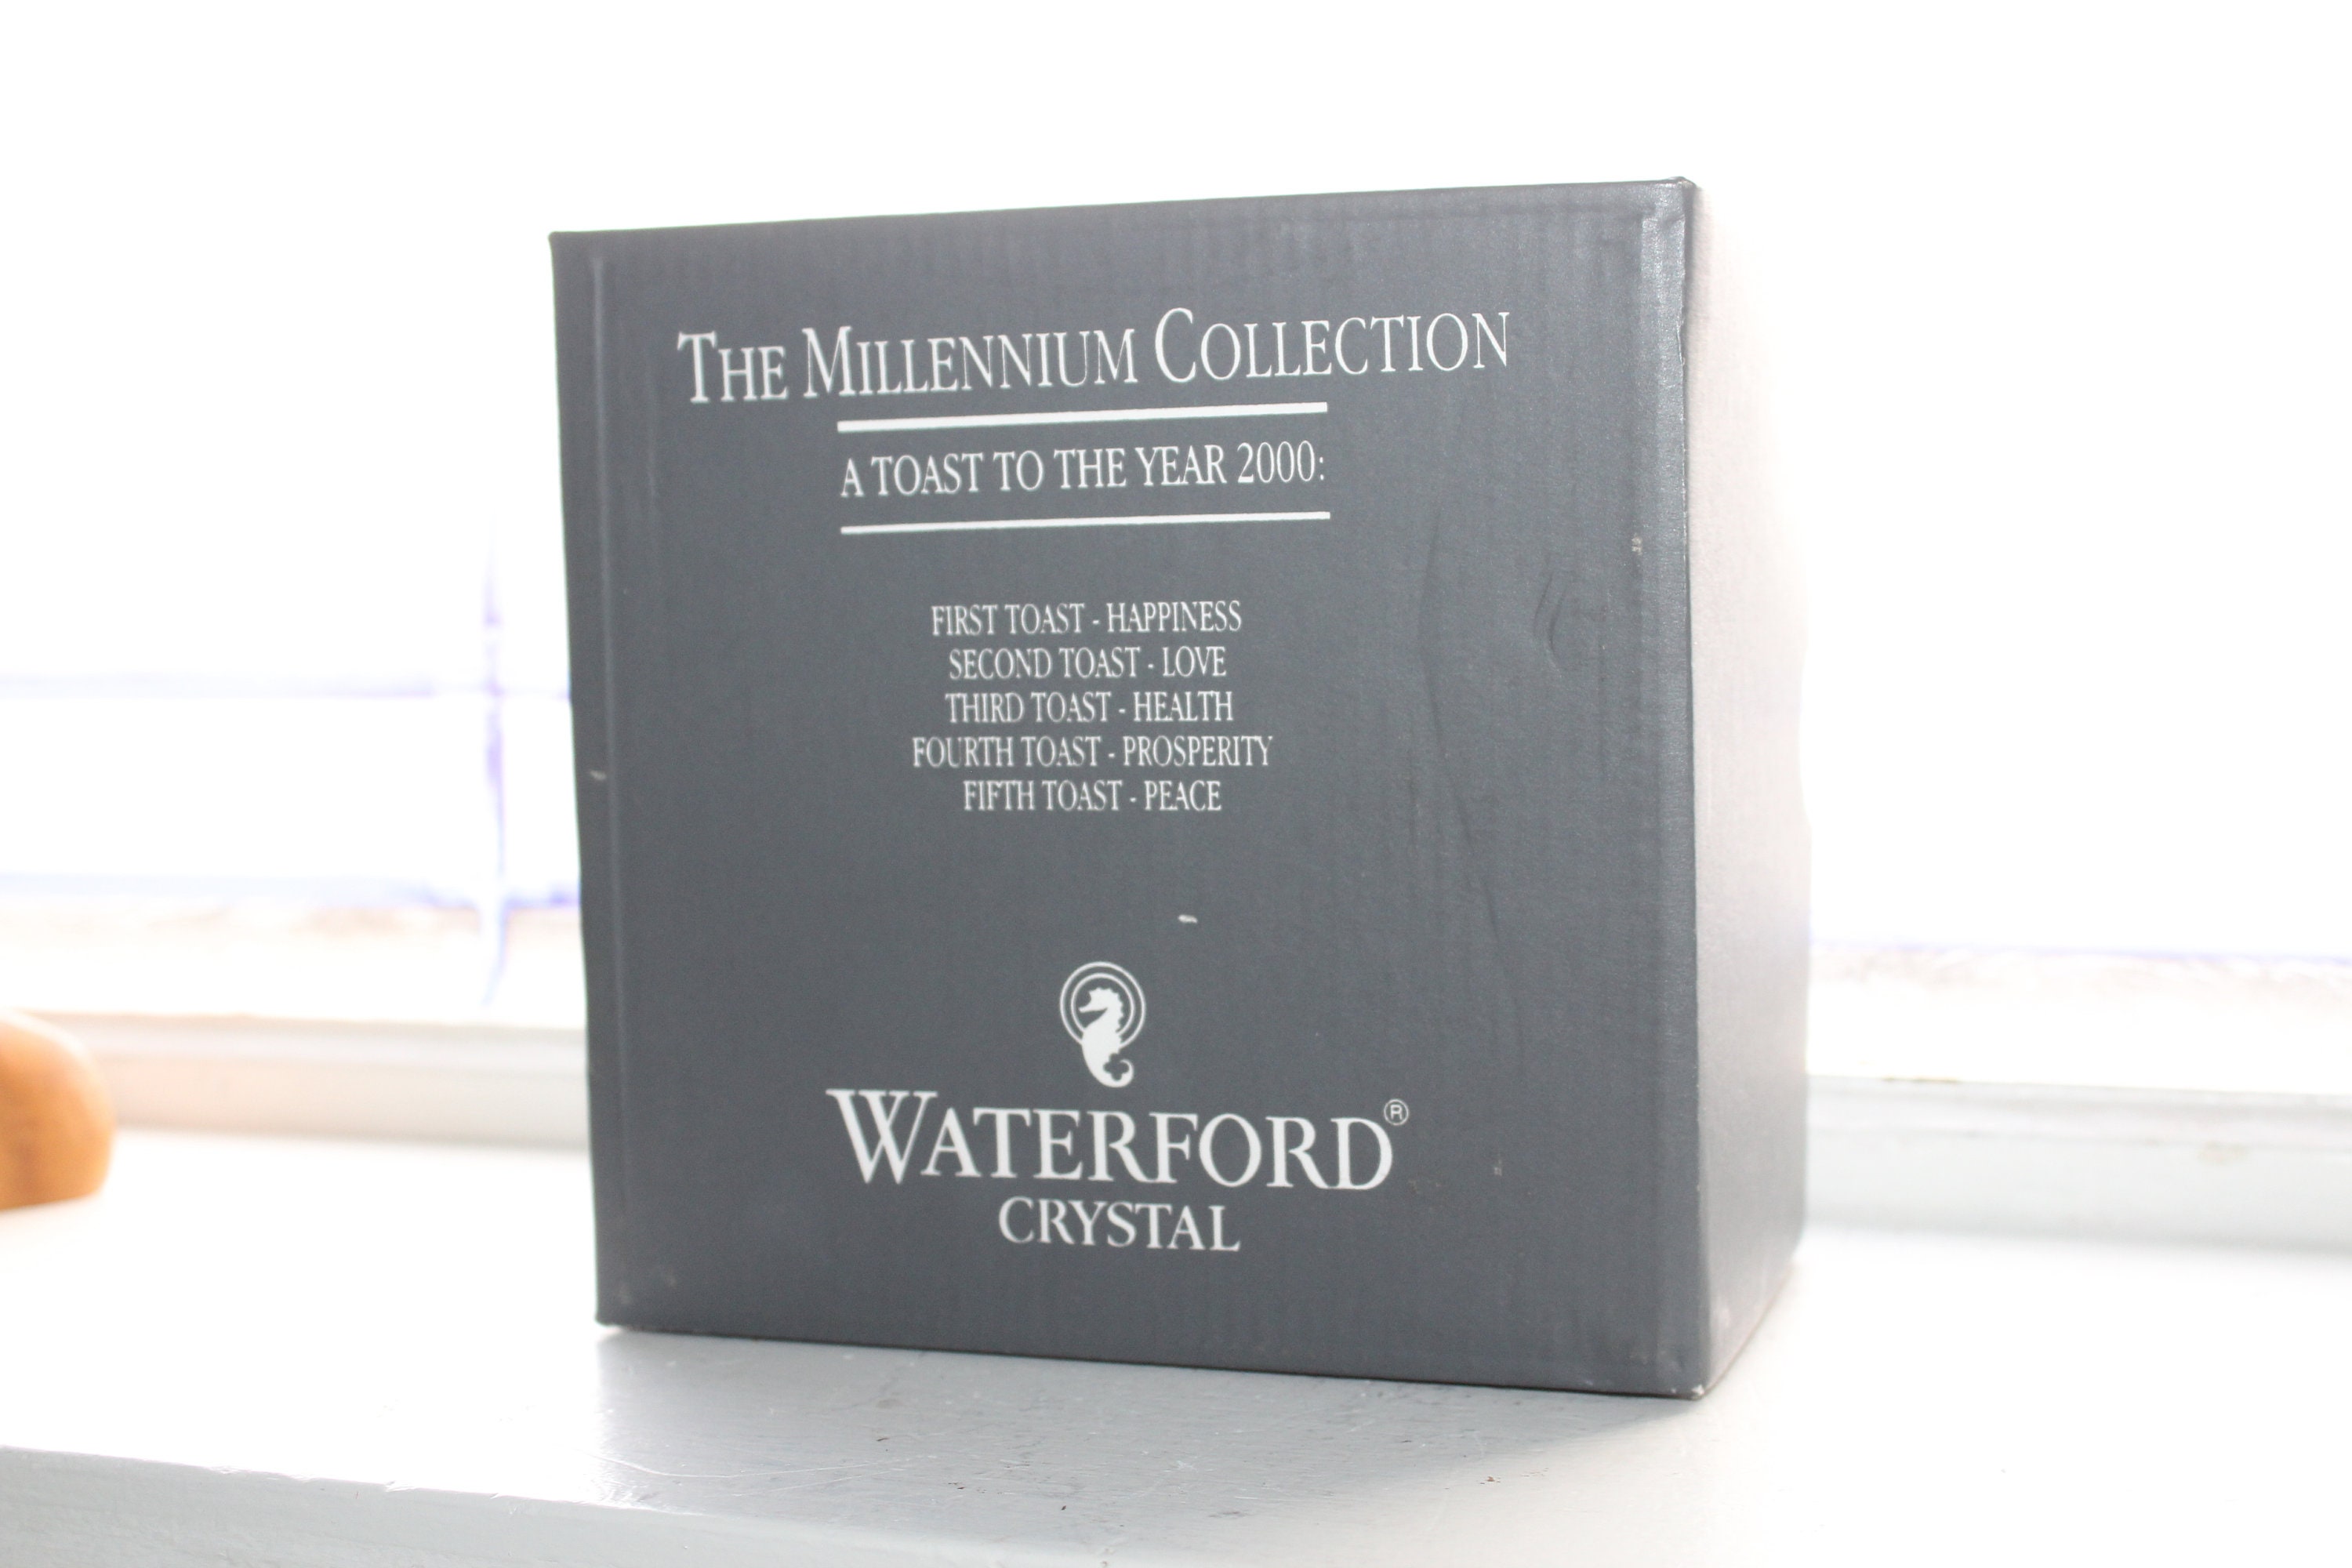 THE MILLENNIUM COLLECTION
A TOAST TO THE YEAR 2000:
FIRST TOAST - HAPPINESS
SECOND TOAST - LOVE
THIRD TOAST - HEALTH
FOURTH TOAST - PROSPERITY
FIFTH TOAST - PEACE
WATERFORD®
CRYSTAL